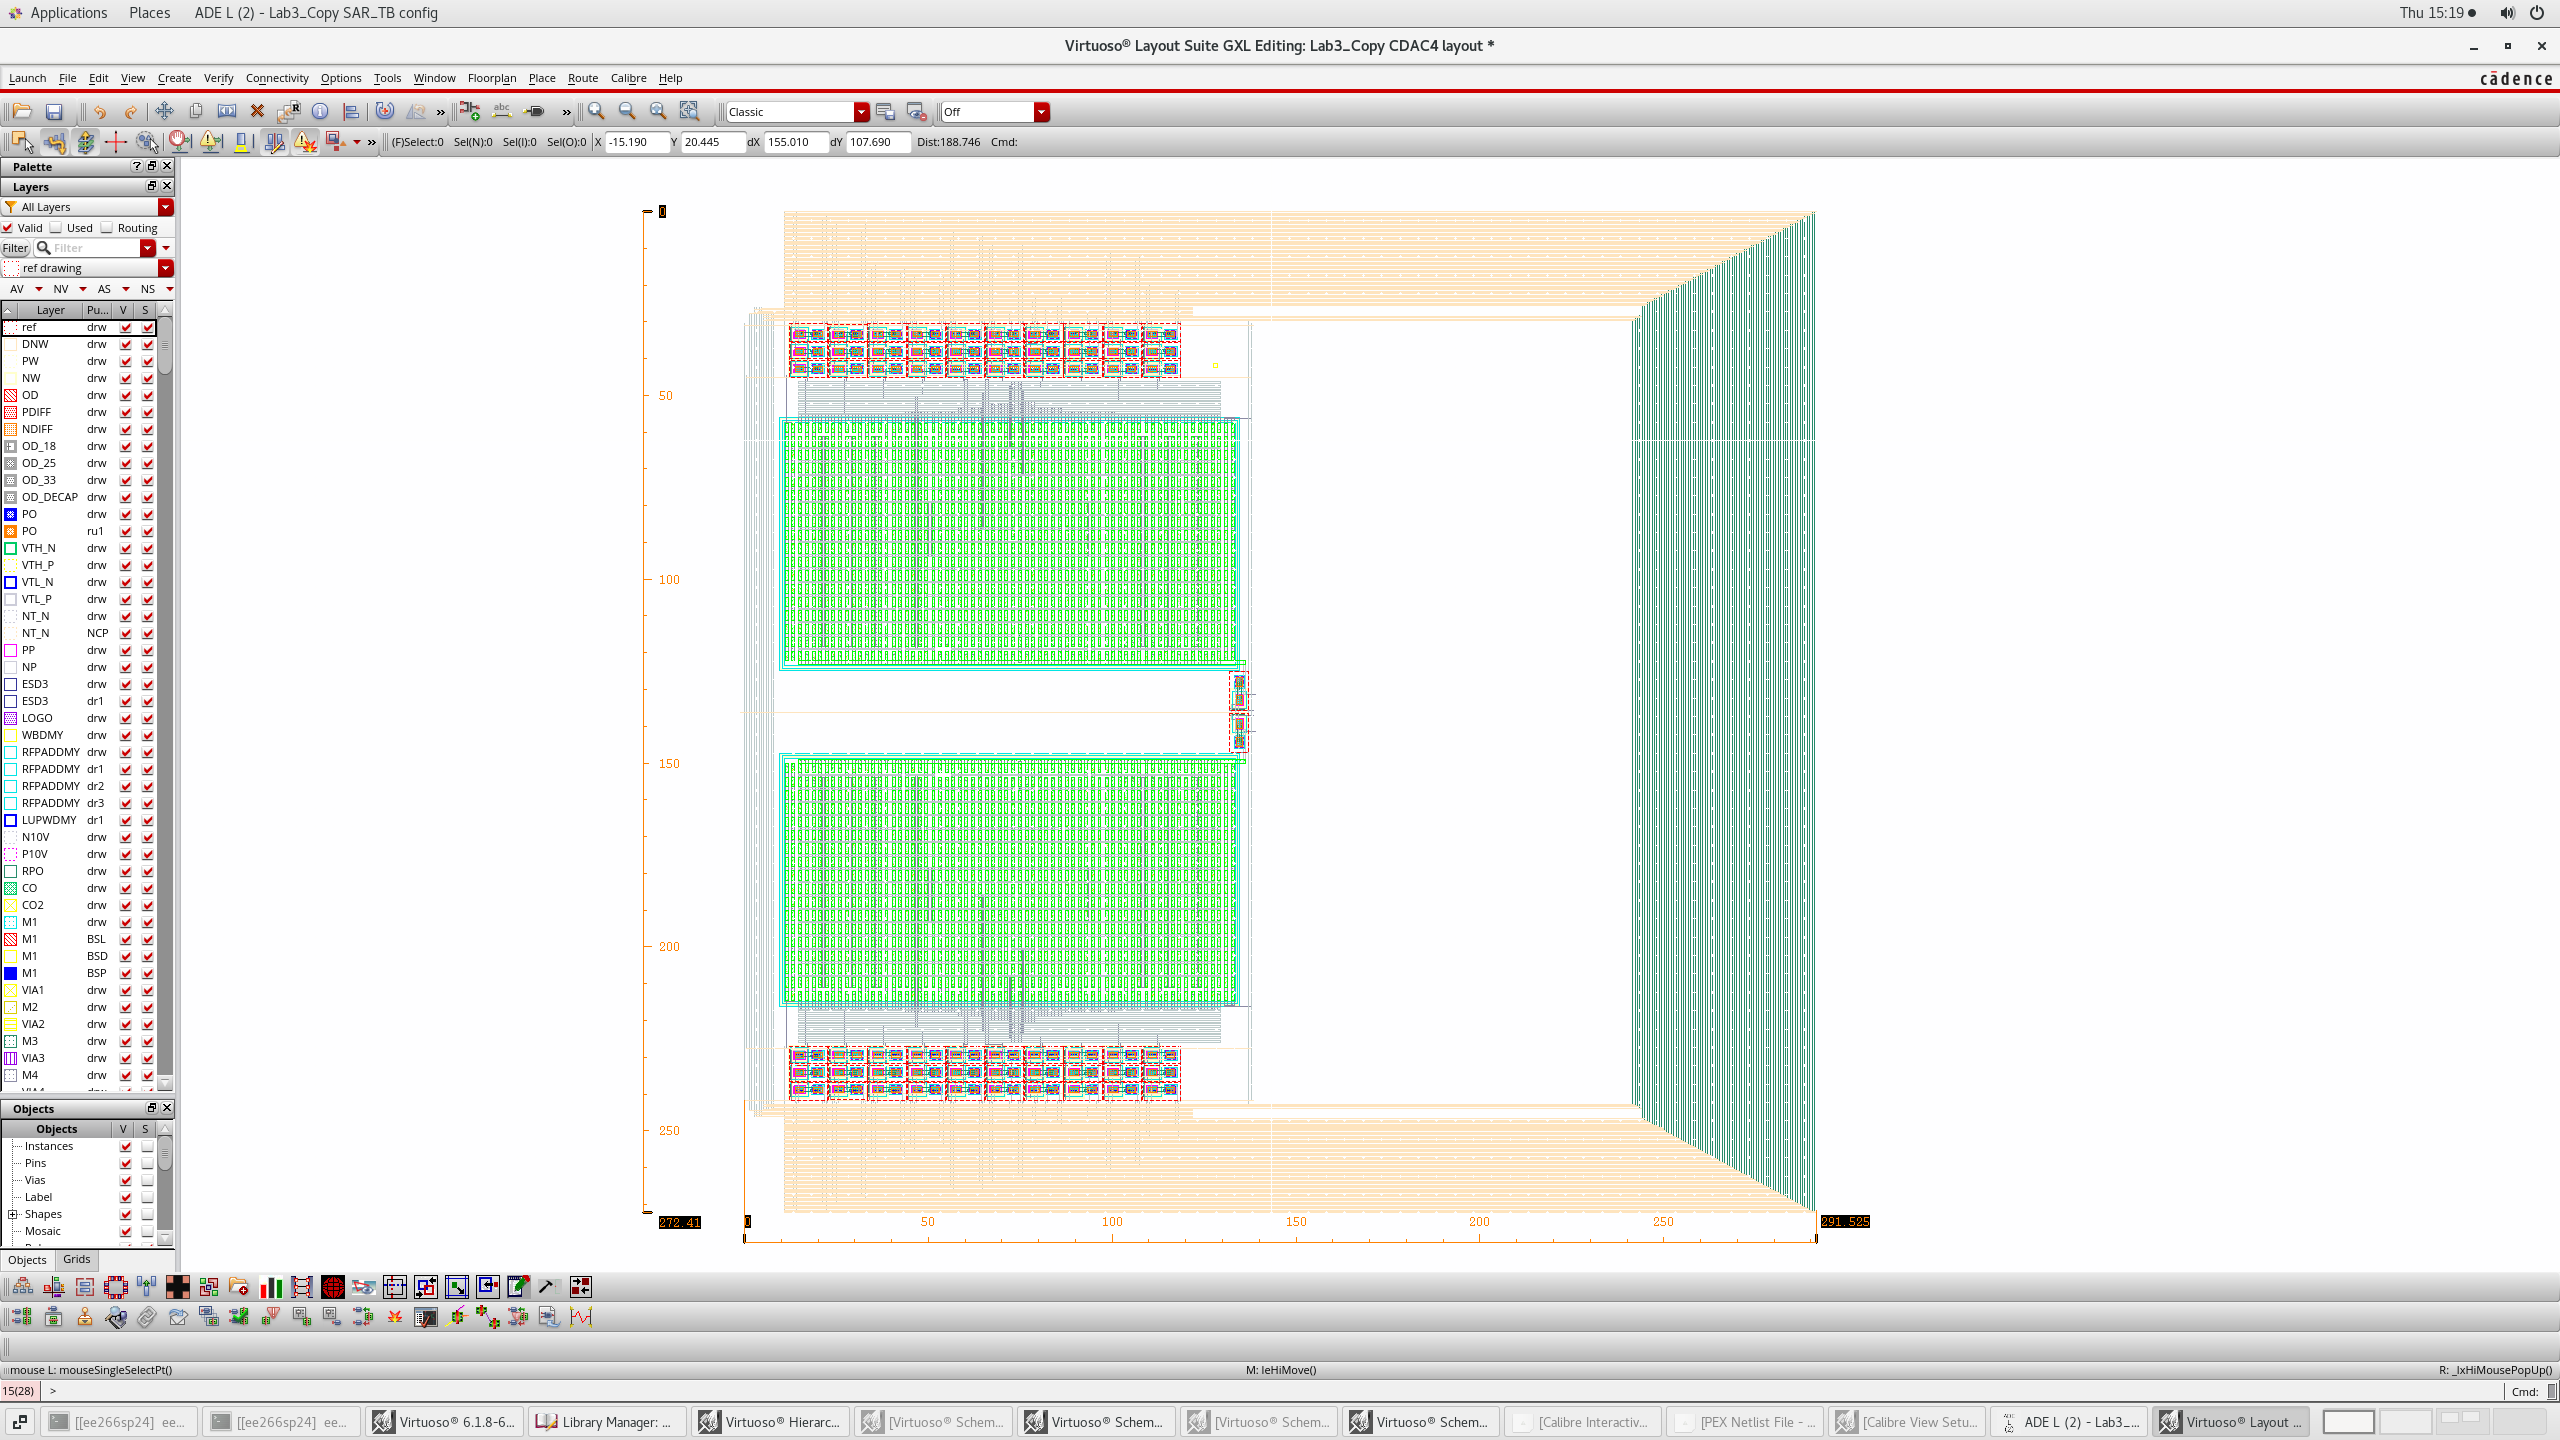 Applications Places ADE L (2) - Lab3_Copy SAR_TB config Thu 15:19
Virtuoso® Layout Suite GXL Editing: Lab3_Copy CDAC4 layout *
Launch File Edit View Create Verify Connectivity Options Tools Window Floorplan Place Route Calibre Help cādence
abc Classic Off
(F)Select:0 Sel(N):0 Sel(I):0 Sel(O):0 X -15.190 Y 20.445 dX 155.010 dY 107.690 Dist:188.746 Cmd:
Palette
Layers
All Layers
Valid Used Routing
Filter Filter
ref drawing
AV NV AS NS
Layer Pu... V S
ref drw
DNW drw
PW drw
NW drw
OD drw
PDIFF drw
NDIFF drw
OD_18 drw
OD_25 drw
OD_33 drw
OD_DECAP drw
PO drw
PO ru1
VTH_N drw
VTH_P drw
VTL_N drw
VTL_P drw
NT_N drw
NT_N NCP
PP drw
NP drw
ESD3 drw
ESD3 dr1
LOGO drw
WBDMY drw
RFPADDMY drw
RFPADDMY dr1
RFPADDMY dr2
RFPADDMY dr3
LUPWDMY dr1
N10V drw
P10V drw
RPO drw
CO drw
CO2 drw
M1 drw
M1 BSL
M1 BSD
M1 BSP
VIA1 drw
M2 drw
VIA2 drw
M3 drw
VIA3 drw
M4 drw
Objects
Objects V S
Instances
Pins
Vias
Label
Shapes
Mosaic
Objects Grids
0
50
100
150
200
250
272.41
0 50 100 150 200 250 291.525
mouse L: mouseSingleSelectPt() M: leHiMove() R: _lxHiMousePopUp()
15(28) > Cmd:
[[ee266sp24] ee... [[ee266sp24] ee... Virtuoso® 6.1.8-6... Library Manager: ... Virtuoso® Hierarc... [Virtuoso® Schem... Virtuoso® Schem... [Virtuoso® Schem... Virtuoso® Schem... [Calibre Interactiv... [PEX Netlist File - ... [Calibre View Setu... ADE L (2) - Lab3_... Virtuoso® Layout ...